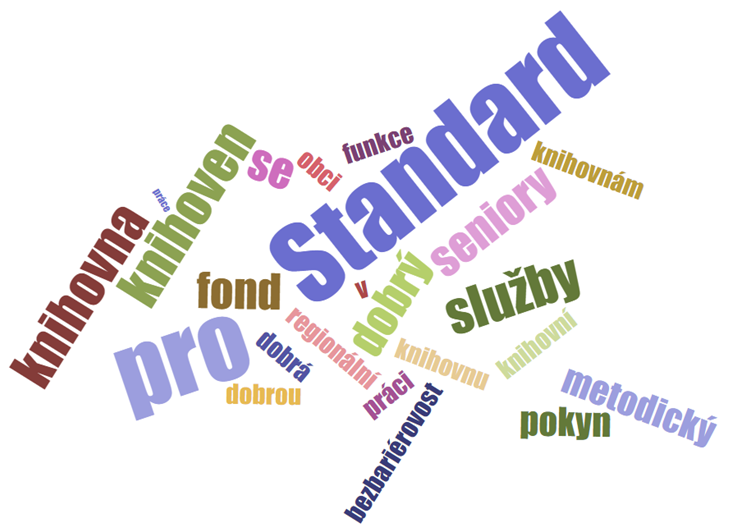 Standard
knihovnám
funkce
obci
se
knihoven
práce
knihovna
seniory
fond
v
dobrý
služby
pro
dobrá
regionální
dobrou
knihovnu
knihovní
práci
bezbariérovost
metodický
pokyn